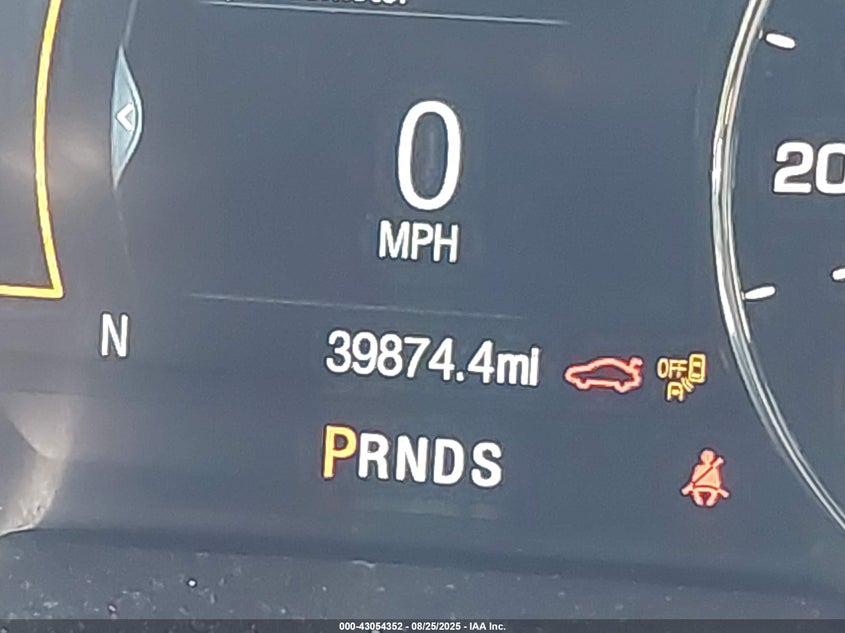 0
MPH
20
N
39874.4mi
OFF
PRNDS
000-43054352 - 08/25/2025 - IAA Inc.